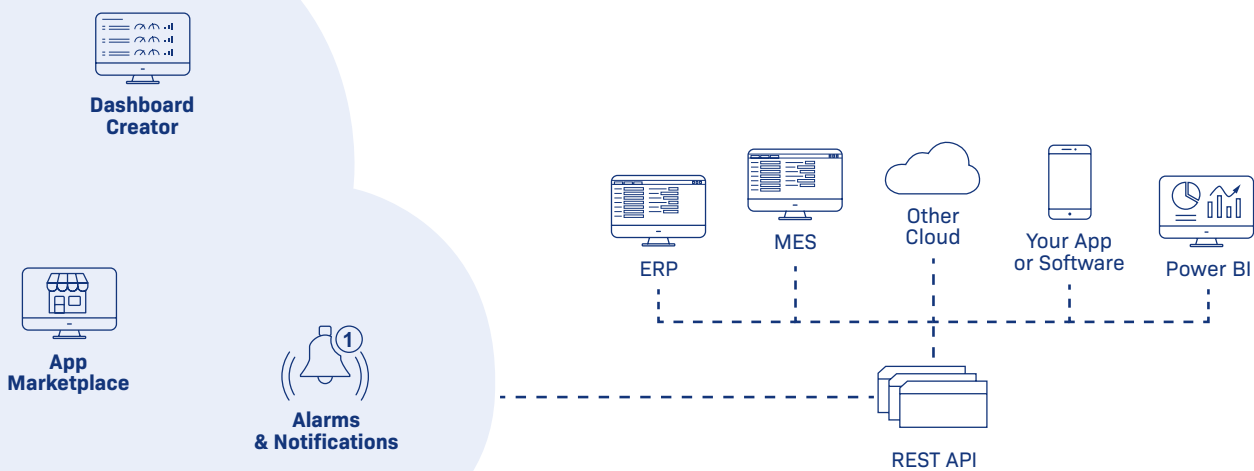 Dashboard
Creator
App
Marketplace
1
Alarms
& Notifications
ERP
MES
Other
Cloud
Your App
or Software
Power BI
REST API